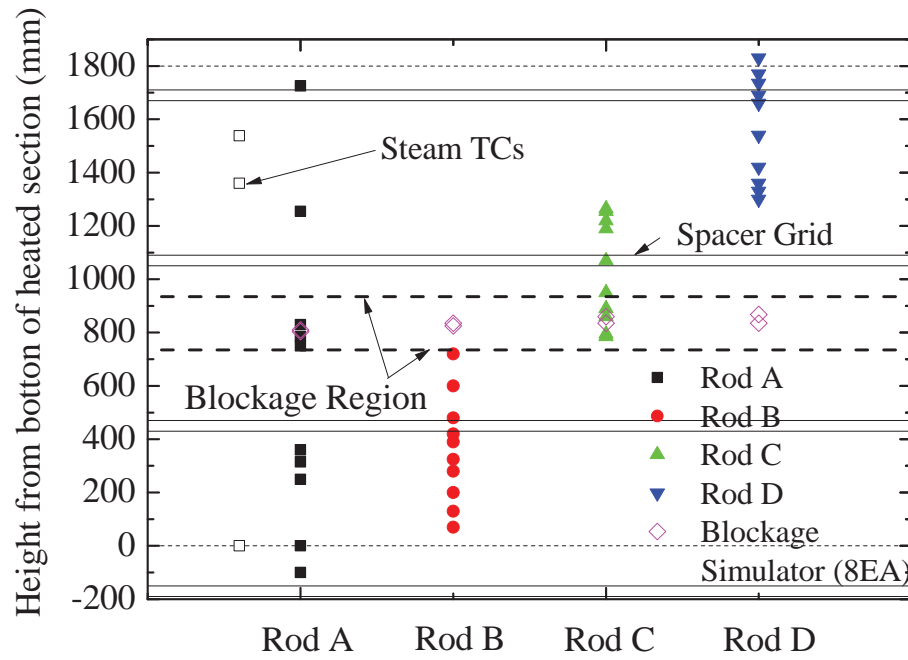 Height from botton of heated section (mm)
1800
1600
1400
1200
1000
800
600
400
200
0
-200
Steam TCs
Spacer Grid
Blockage Region
Rod A
Rod B
Rod C
Rod D
Blockage
Simulator (8EA)
Rod A Rod B Rod C Rod D